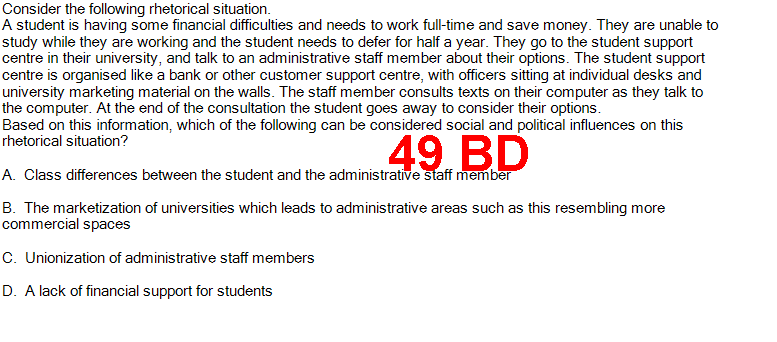 Consider the following rhetorical situation.
A student is having some financial difficulties and needs to work full-time and save money. They are unable to
study while they are working and the student needs to defer for half a year. They go to the student support
centre in their university, and talk to an administrative staff member about their options. The student support
centre is organised like a bank or other customer support centre, with officers sitting at individual desks and
university marketing material on the walls. The staff member consults texts on their computer as they talk to
the computer. At the end of the consultation the student goes away to consider their options.
Based on this information, which of the following can be considered social and political influences on this
rhetorical situation?
49 BD
A. Class differences between the student and the administrative staff member
B. The marketization of universities which leads to administrative areas such as this resembling more
commercial spaces
C. Unionization of administrative staff members
D. A lack of financial support for students